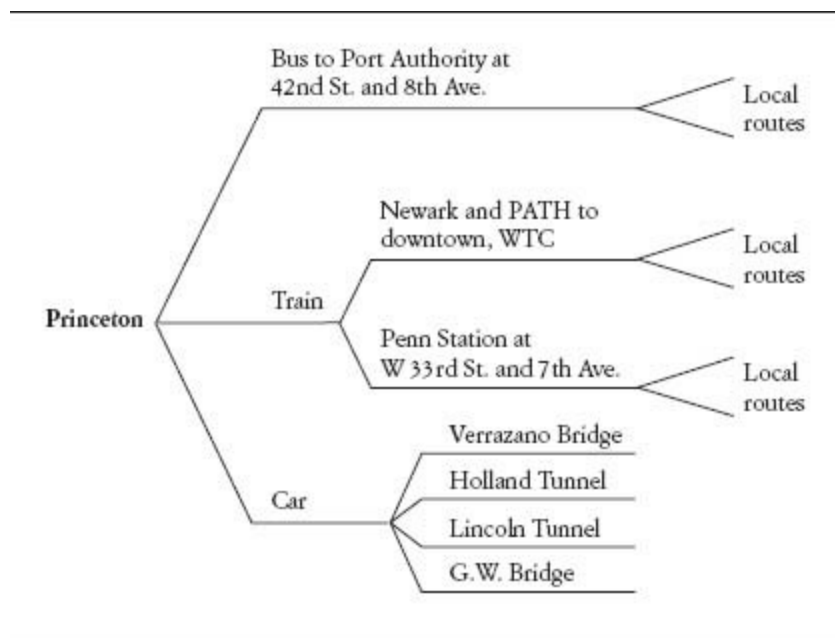 Bus to Port Authority at
42nd St. and 8th Ave.
Local
routes
Newark and PATH to
downtown, WTC
Local
routes
Train
Princeton
Penn Station at
W 33rd St. and 7th Ave.
Local
routes
Verrazano Bridge
Holland Tunnel
Car
Lincoln Tunnel
G.W. Bridge